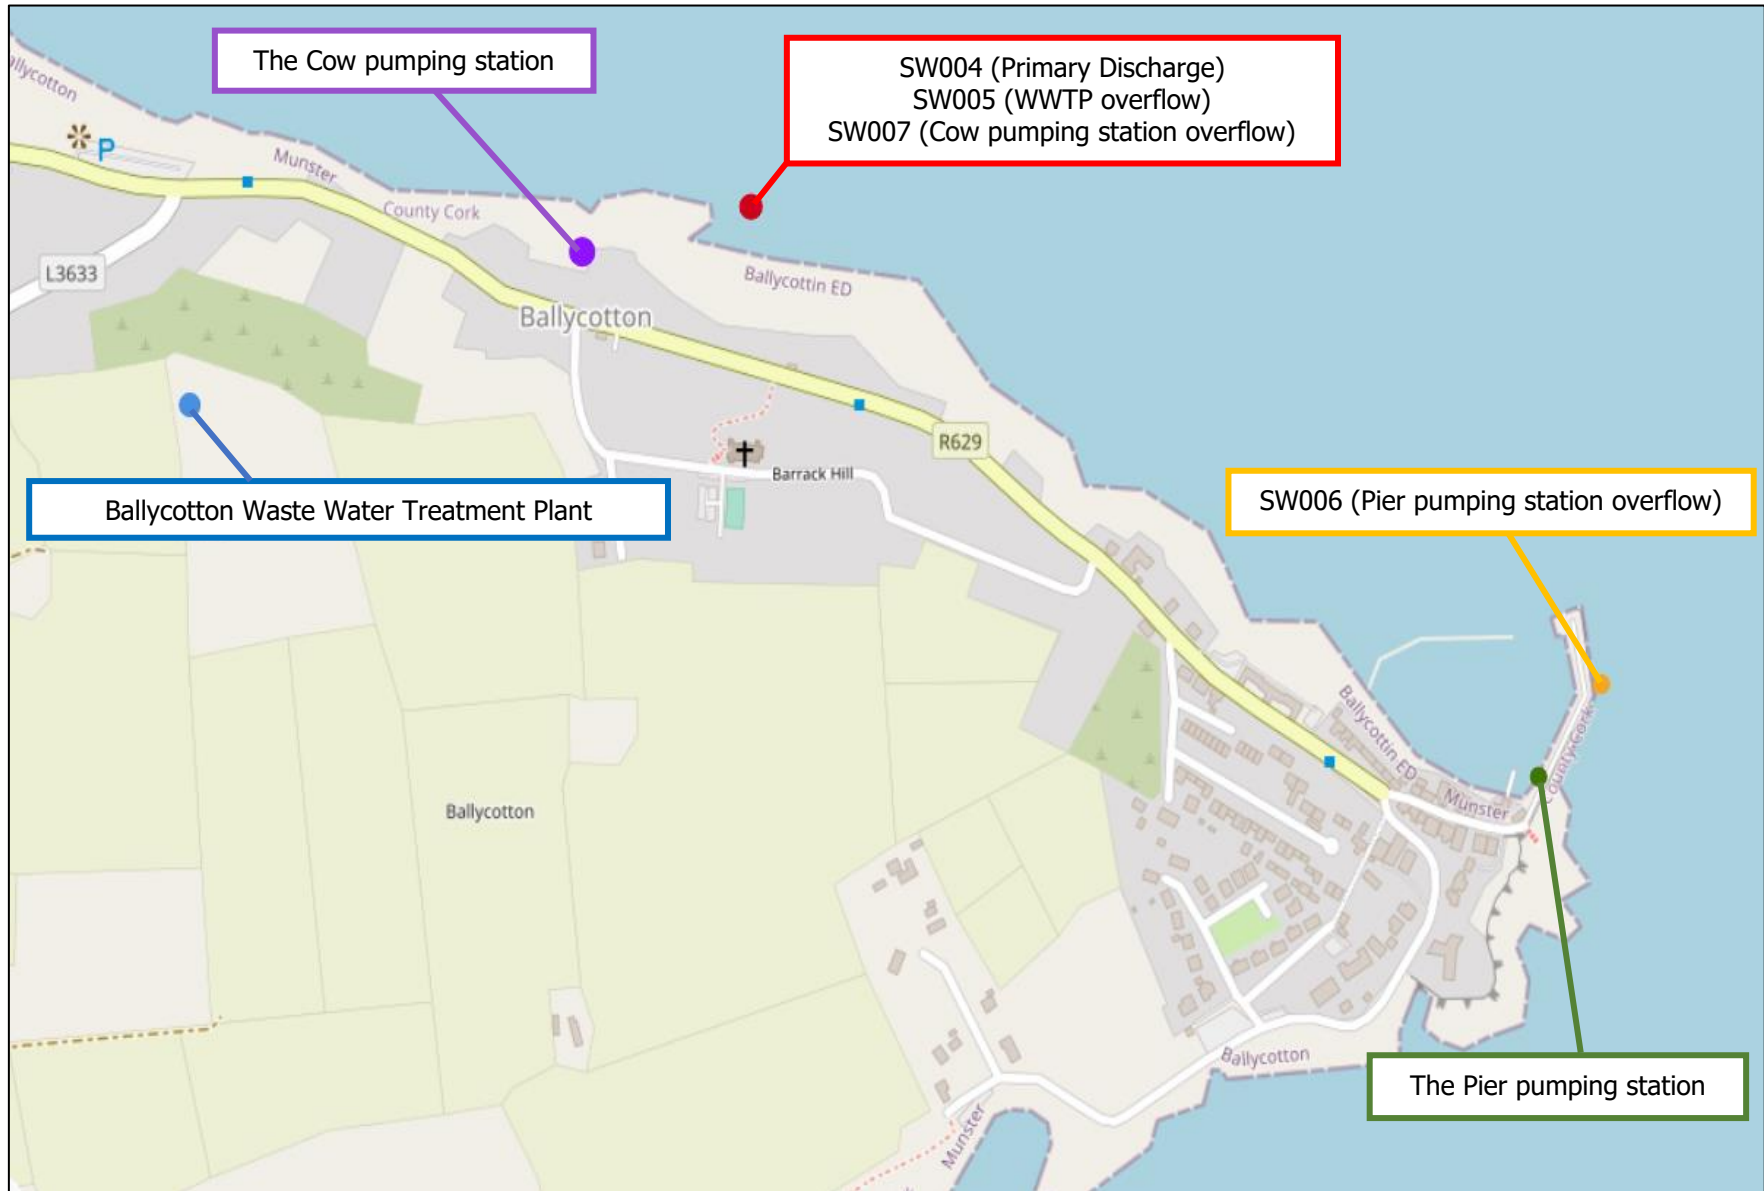 The Cow pumping station
SW004 (Primary Discharge)
SW005 (WWTP overflow)
SW007 (Cow pumping station overflow)
allycotton
P
Munster
County Cork
L3633
Ballycottin ED
Ballycotton
R629
Barrack Hill
Ballycotton Waste Water Treatment Plant
SW006 (Pier pumping station overflow)
Ballycottin ED
County Cork
Munster
Ballycotton
Ballycotton
The Pier pumping station
Munster